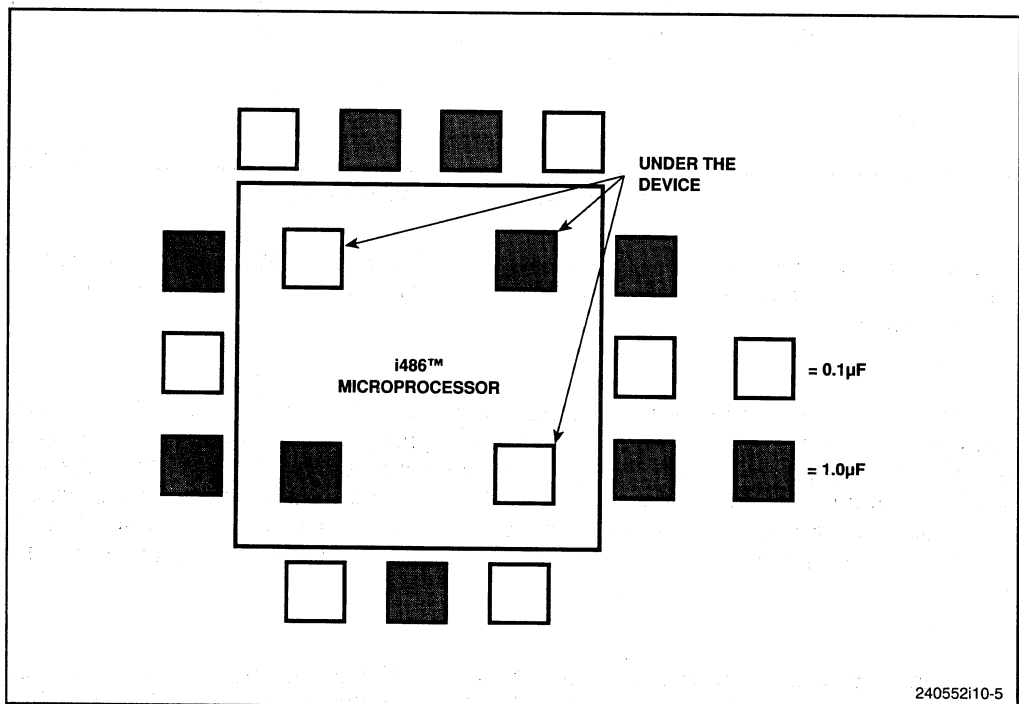 UNDER THE
DEVICE
i486™
MICROPROCESSOR
= 0.1µF
= 1.0µF
240552i10-5